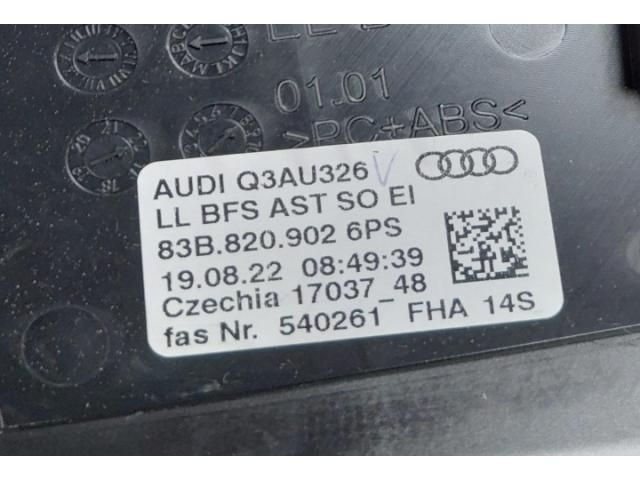 01.01
>PC+ABS<
AUDI Q3AU326 V
LL BFS AST SO EI
83B.820.902 6PS
19.08.22 08:49:39
Czechia 17037_48
fas Nr. 540261 FHA 14S